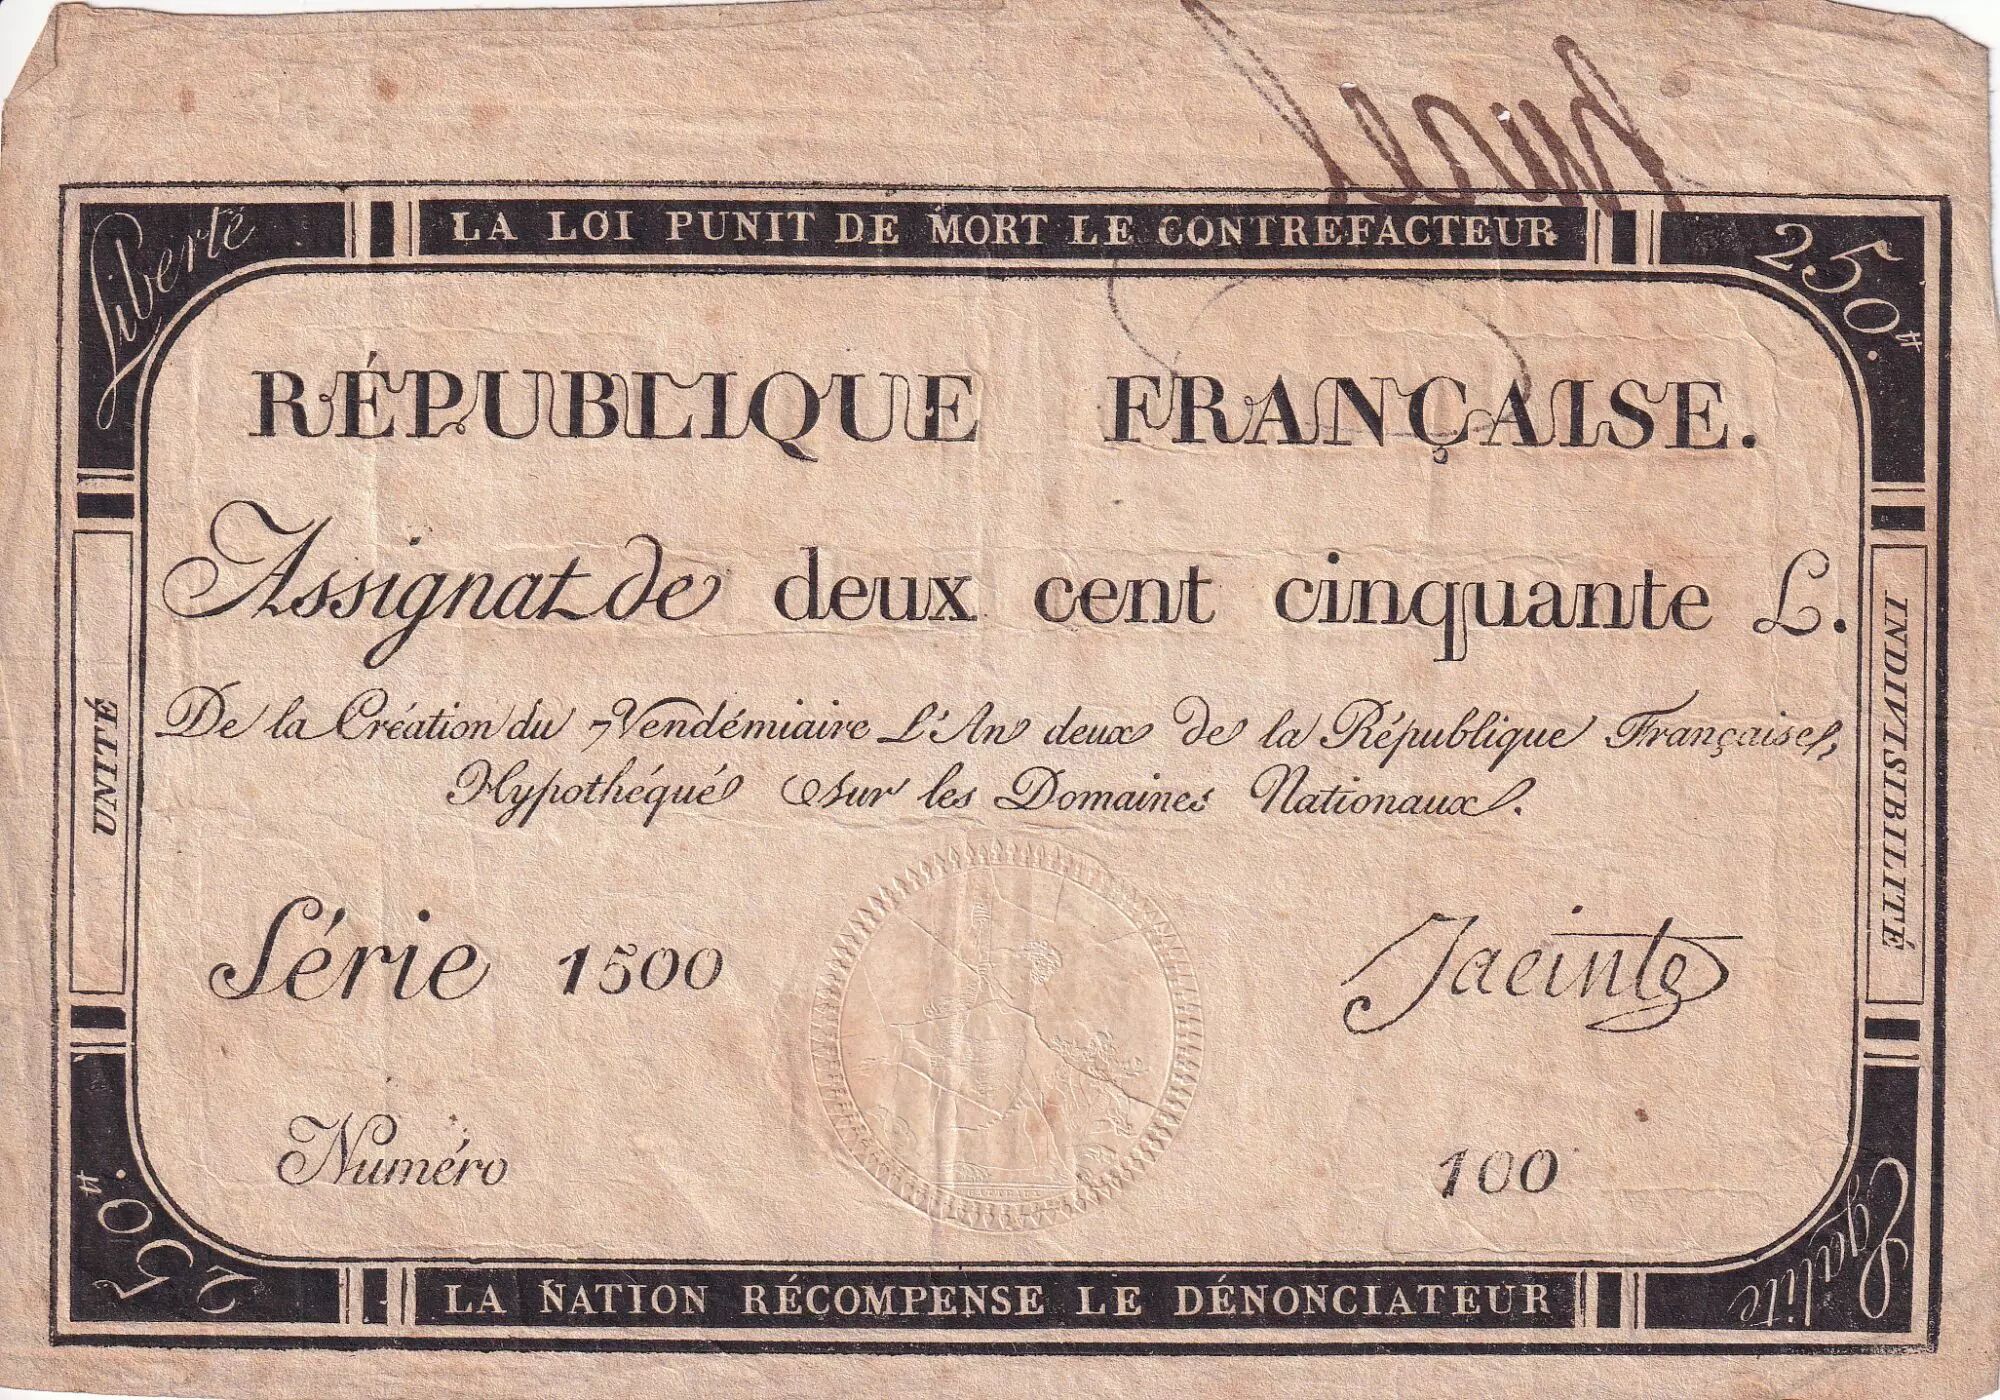 LA LOI PUNIT DE MORT LE CONTREFACTEUR
Liberté
250.tt
RÉPUBLIQUE FRANÇAISE.
Assignat de deux cent cinquante L.
De la Création du 7 Vendémiaire L'An deux de la République Française,
Hypothéqué sur les Domaines Nationaux.
UNITÉ
INDIVISIBILITÉ
Série 1500
Jacinte
Numéro
100
250.tt
Egalité
LA NATION RÉCOMPENSE LE DÉNONCIATEUR